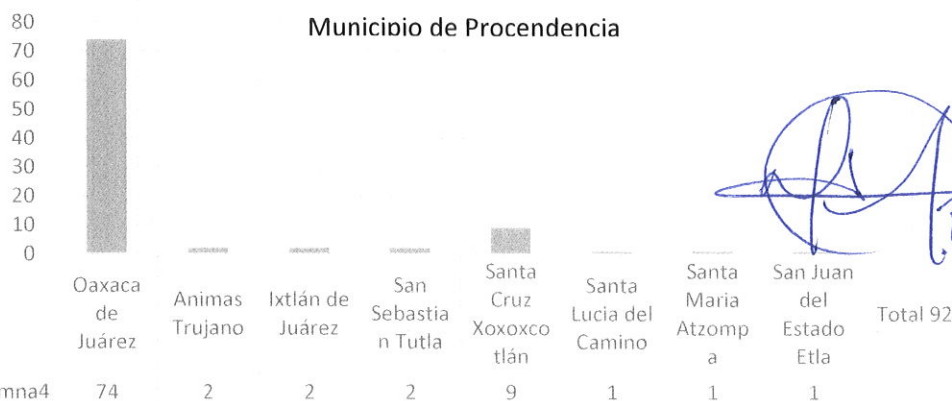 Municipio de Procendencia
80
70
60
50
40
30
20
10
0
Oaxaca
de
Juárez
Animas
Trujano
Ixtlán de
Juárez
San
Sebastia
n Tutla
Santa
Cruz
Xoxoxco
tlán
Santa
Lucia del
Camino
Santa
Maria
Atzomp
a
San Juan
del
Estado
Etla
Total 92
mna4 74 2 2 2 9 1 1 1